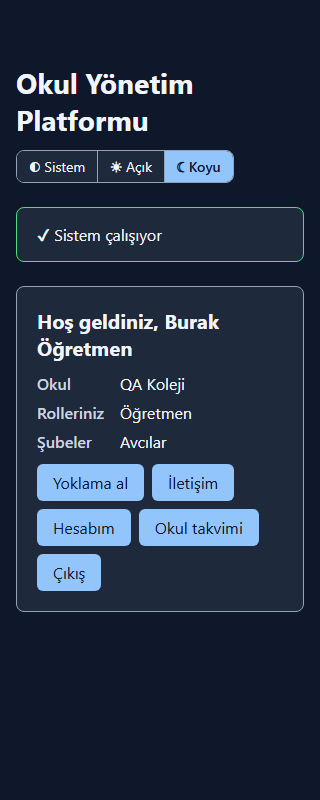 Okul Yönetim
Platformu
◐ Sistem ☀ Açık ☾ Koyu
✓ Sistem çalışıyor
Hoş geldiniz, Burak
Öğretmen
Okul QA Koleji
Rolleriniz Öğretmen
Şubeler Avcılar
Yoklama al İletişim
Hesabım Okul takvimi
Çıkış